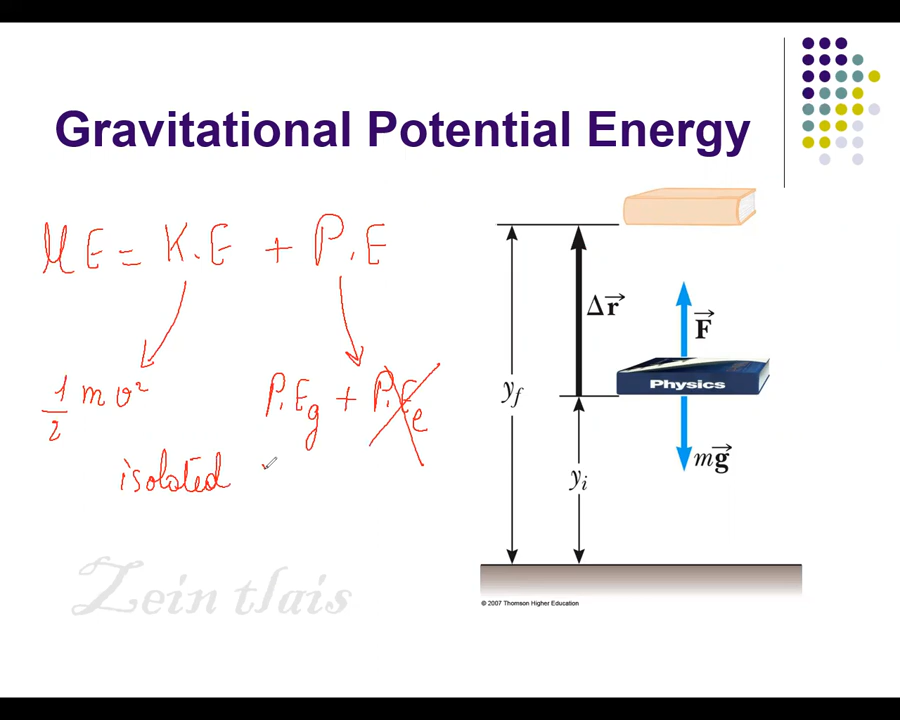 Gravitational Potential Energy
ME = K.E + P.E
1/2 m v²
P.Eg + P.Ee
isolated
yf
Δr
F
Physics
mg
yi
© 2007 Thomson Higher Education
Zein tlais